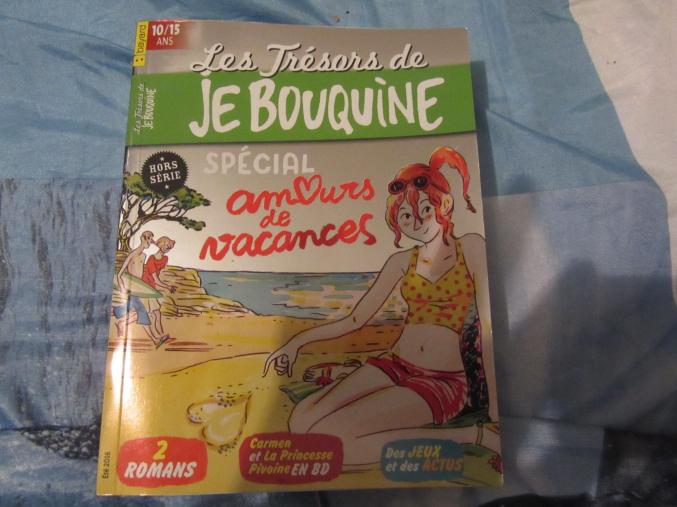 bayard
10/15
ANS
Les Trésors de
JE BOUQUINE
Les Trésors de
JE BOUQUINE
HORS
SÉRIE
SPÉCIAL
amours
de
vacances
2
ROMANS
Carmen
et La Princesse
Pivoine EN BD
Des JEUX
et des ACTUS
Été 2016